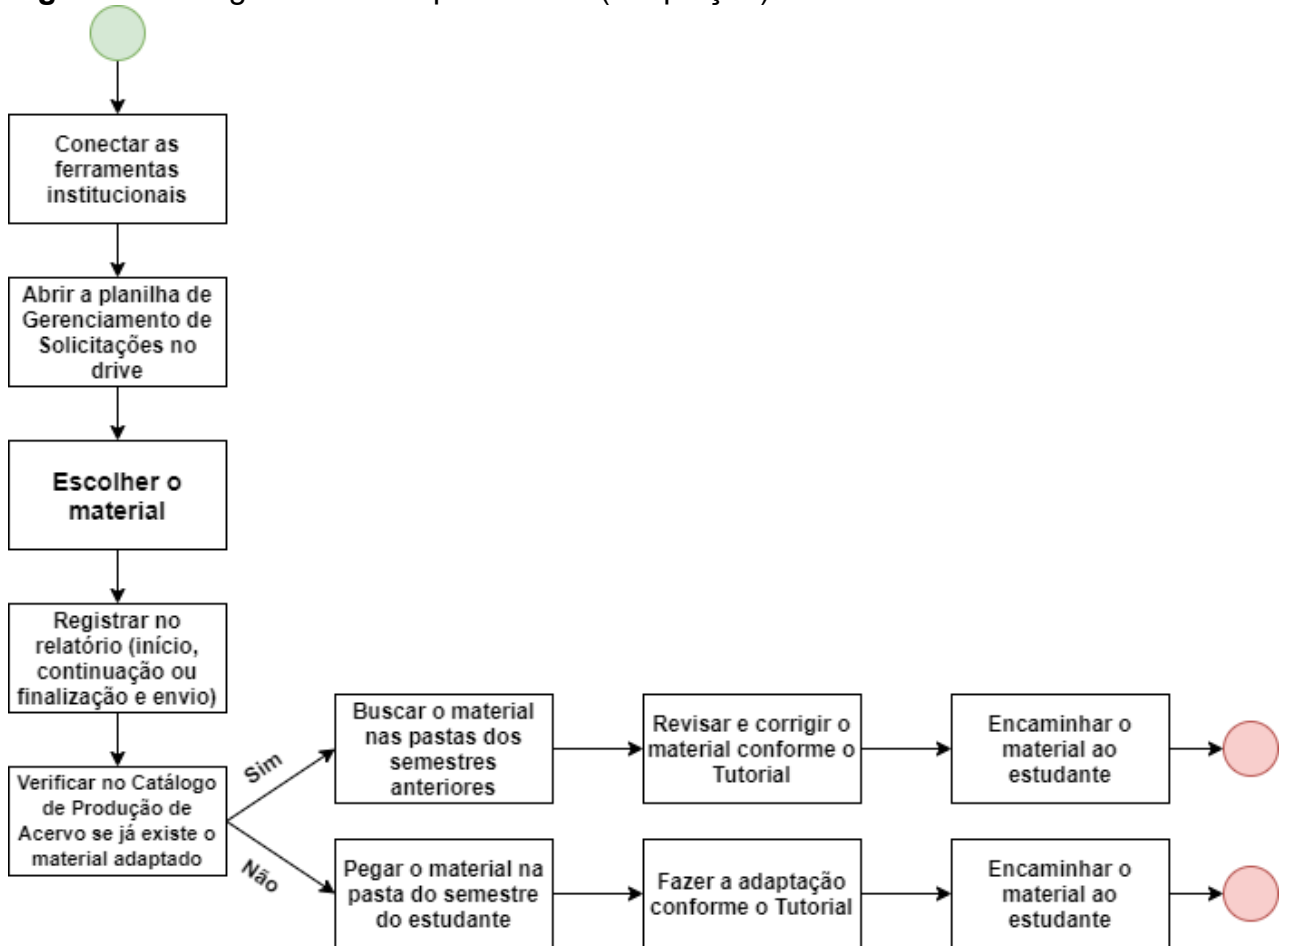 Conectar as
ferramentas
institucionais
Abrir a planilha de
Gerenciamento de
Solicitações no
drive
Escolher o
material
Registrar no
relatório (início,
continuação ou
finalização e envio)
Verificar no Catálogo
de Produção de
Acervo se já existe o
material adaptado
Sim
Buscar o material
nas pastas dos
semestres
anteriores
Revisar e corrigir o
material conforme o
Tutorial
Encaminhar o
material ao
estudante
Não
Pegar o material na
pasta do semestre
do estudante
Fazer a adaptação
conforme o Tutorial
Encaminhar o
material ao
estudante